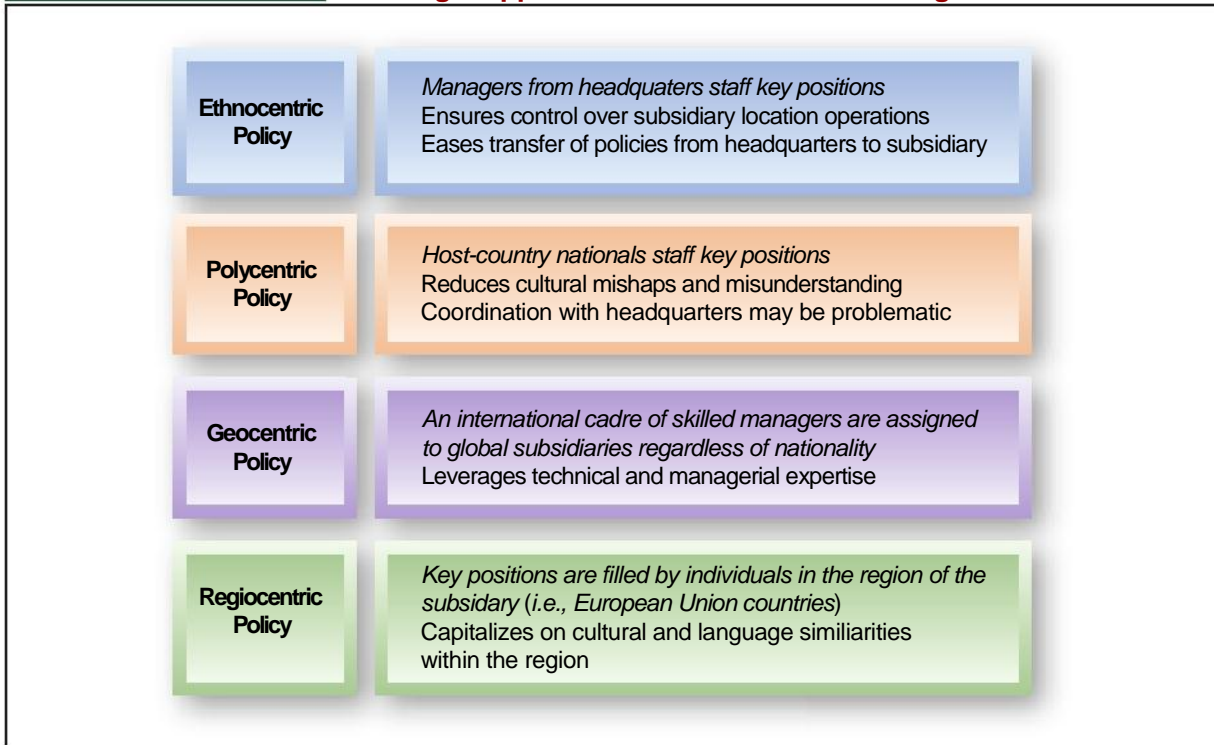 Ethnocentric
Policy
Managers from headquaters staff key positions
Ensures control over subsidiary location operations
Eases transfer of policies from headquarters to subsidiary
Polycentric
Policy
Host-country nationals staff key positions
Reduces cultural mishaps and misunderstanding
Coordination with headquarters may be problematic
Geocentric
Policy
An international cadre of skilled managers are assigned
to global subsidiaries regardless of nationality
Leverages technical and managerial expertise
Regiocentric
Policy
Key positions are filled by individuals in the region of the
subsidary (i.e., European Union countries)
Capitalizes on cultural and language similiarities
within the region